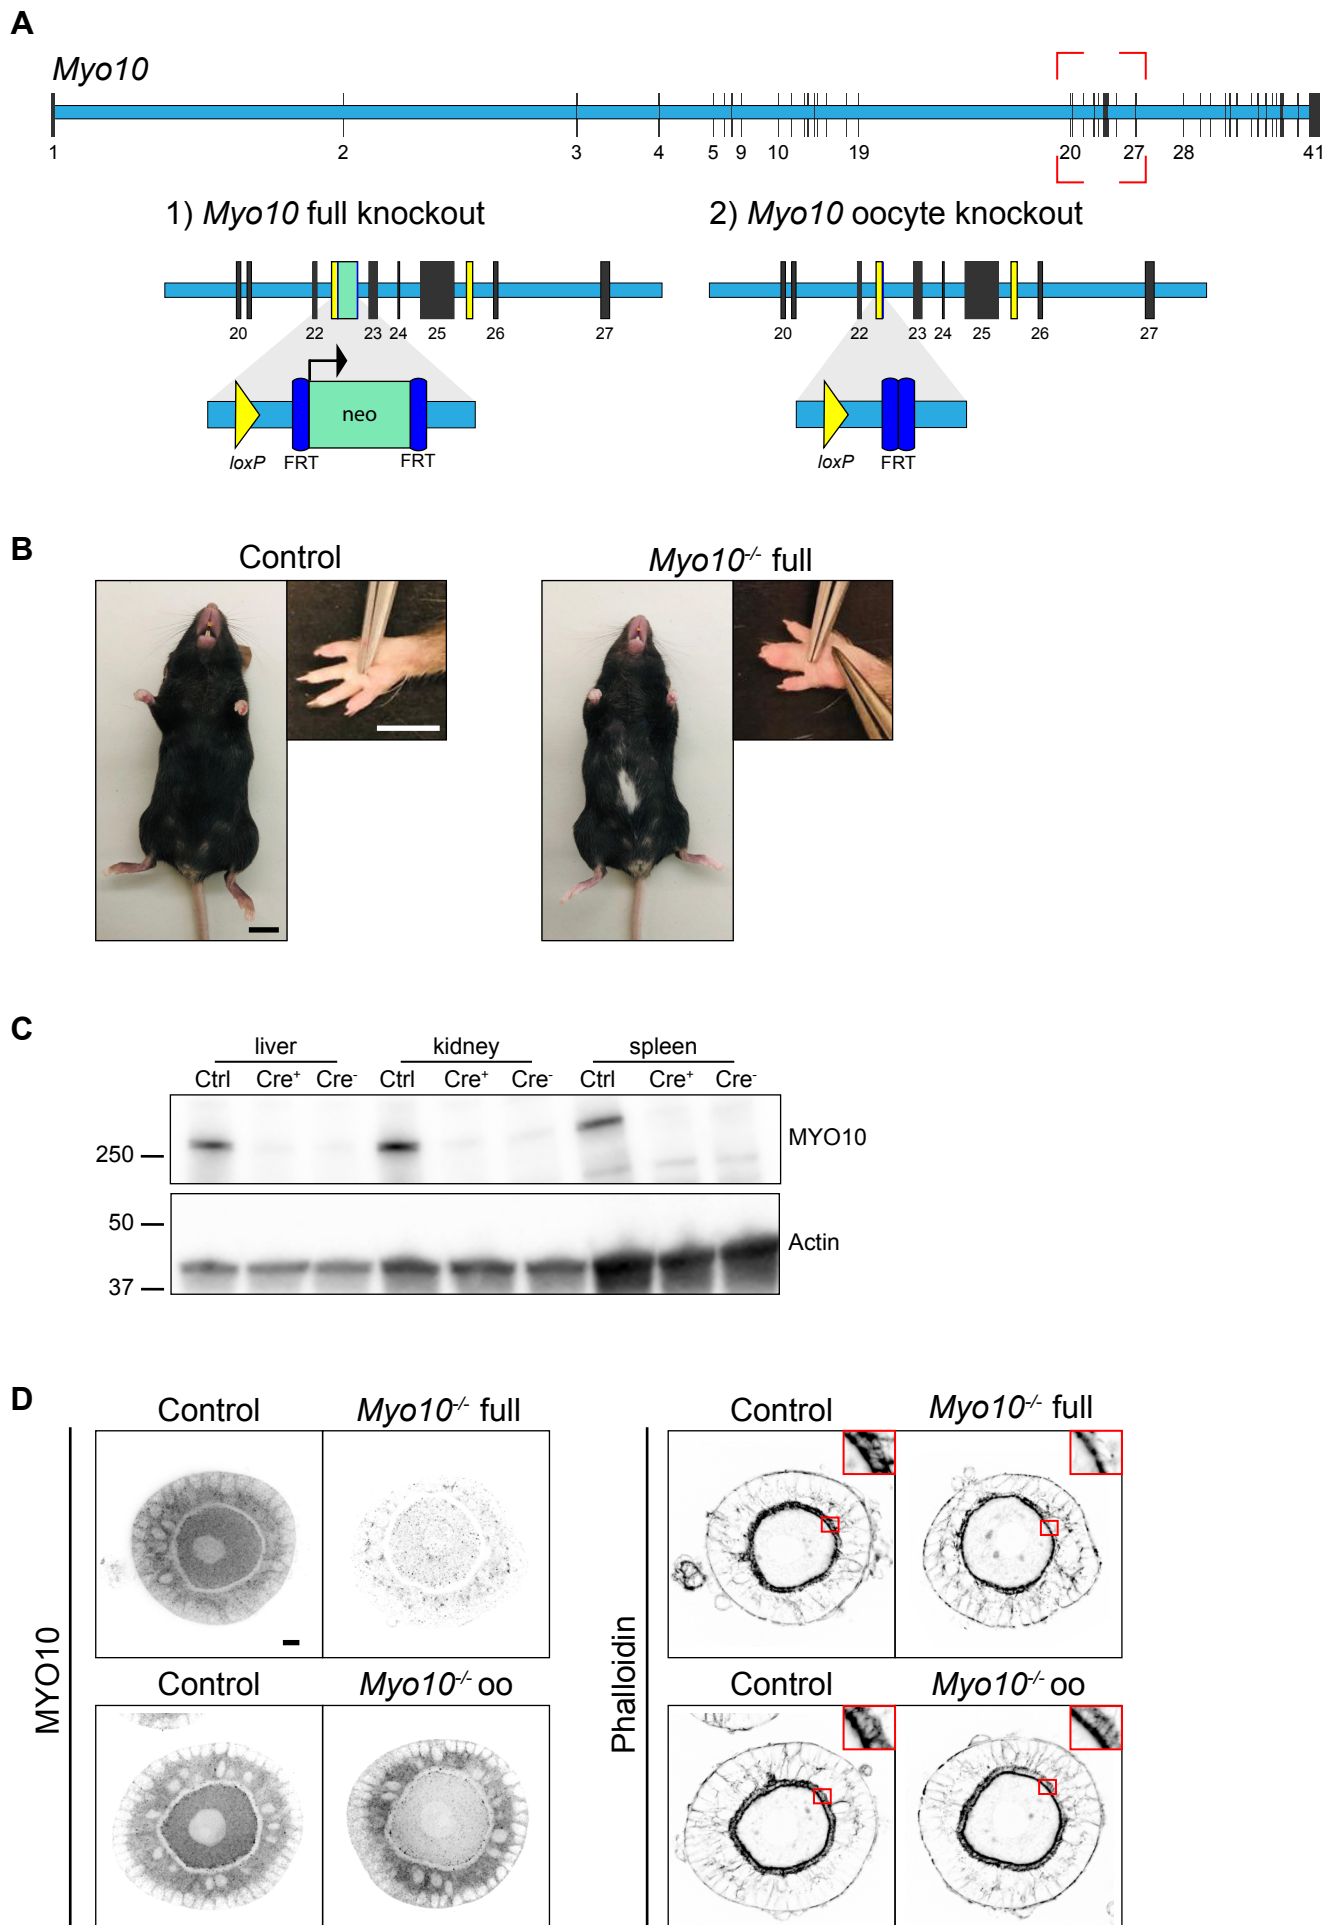 A
Myo10
1 2 3 4 5 9 10 19 20 27 28 41
1) Myo10 full knockout
2) Myo10 oocyte knockout
20 22 23 24 25 26 27
20 22 23 24 25 26 27
neo
loxP FRT FRT
loxP FRT
B
Control
Myo10-/- full
C
liver kidney spleen
Ctrl Cre+ Cre- Ctrl Cre+ Cre- Ctrl Cre+ Cre-
250
MYO10
50
Actin
37
D
Control Myo10-/- full
Control Myo10-/- full
MYO10
Phalloidin
Control Myo10-/- oo
Control Myo10-/- oo